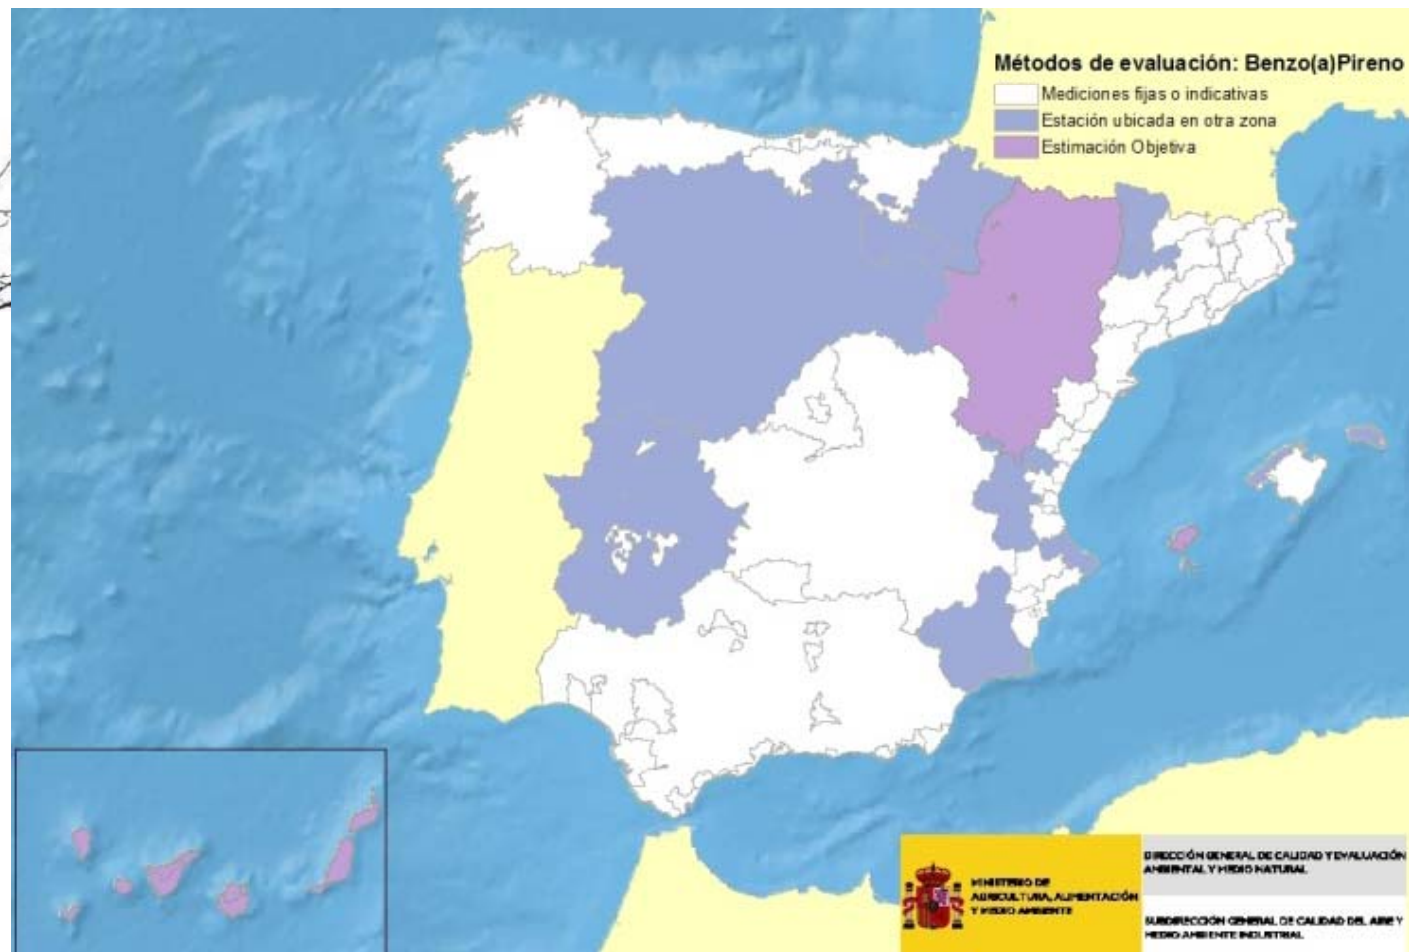 Métodos de evaluación: Benzo(a)Pireno
Mediciones fijas o indicativas
Estación ubicada en otra zona
Estimación Objetiva
MINISTERIO DE
AGRICULTURA, ALIMENTACIÓN
Y MEDIO AMBIENTE
DIRECCIÓN GENERAL DE CALIDAD Y EVALUACIÓN
AMBIENTAL Y MEDIO NATURAL
SUBDIRECCIÓN GENERAL DE CALIDAD DEL AIRE Y
MEDIO AMBIENTE INDUSTRIAL